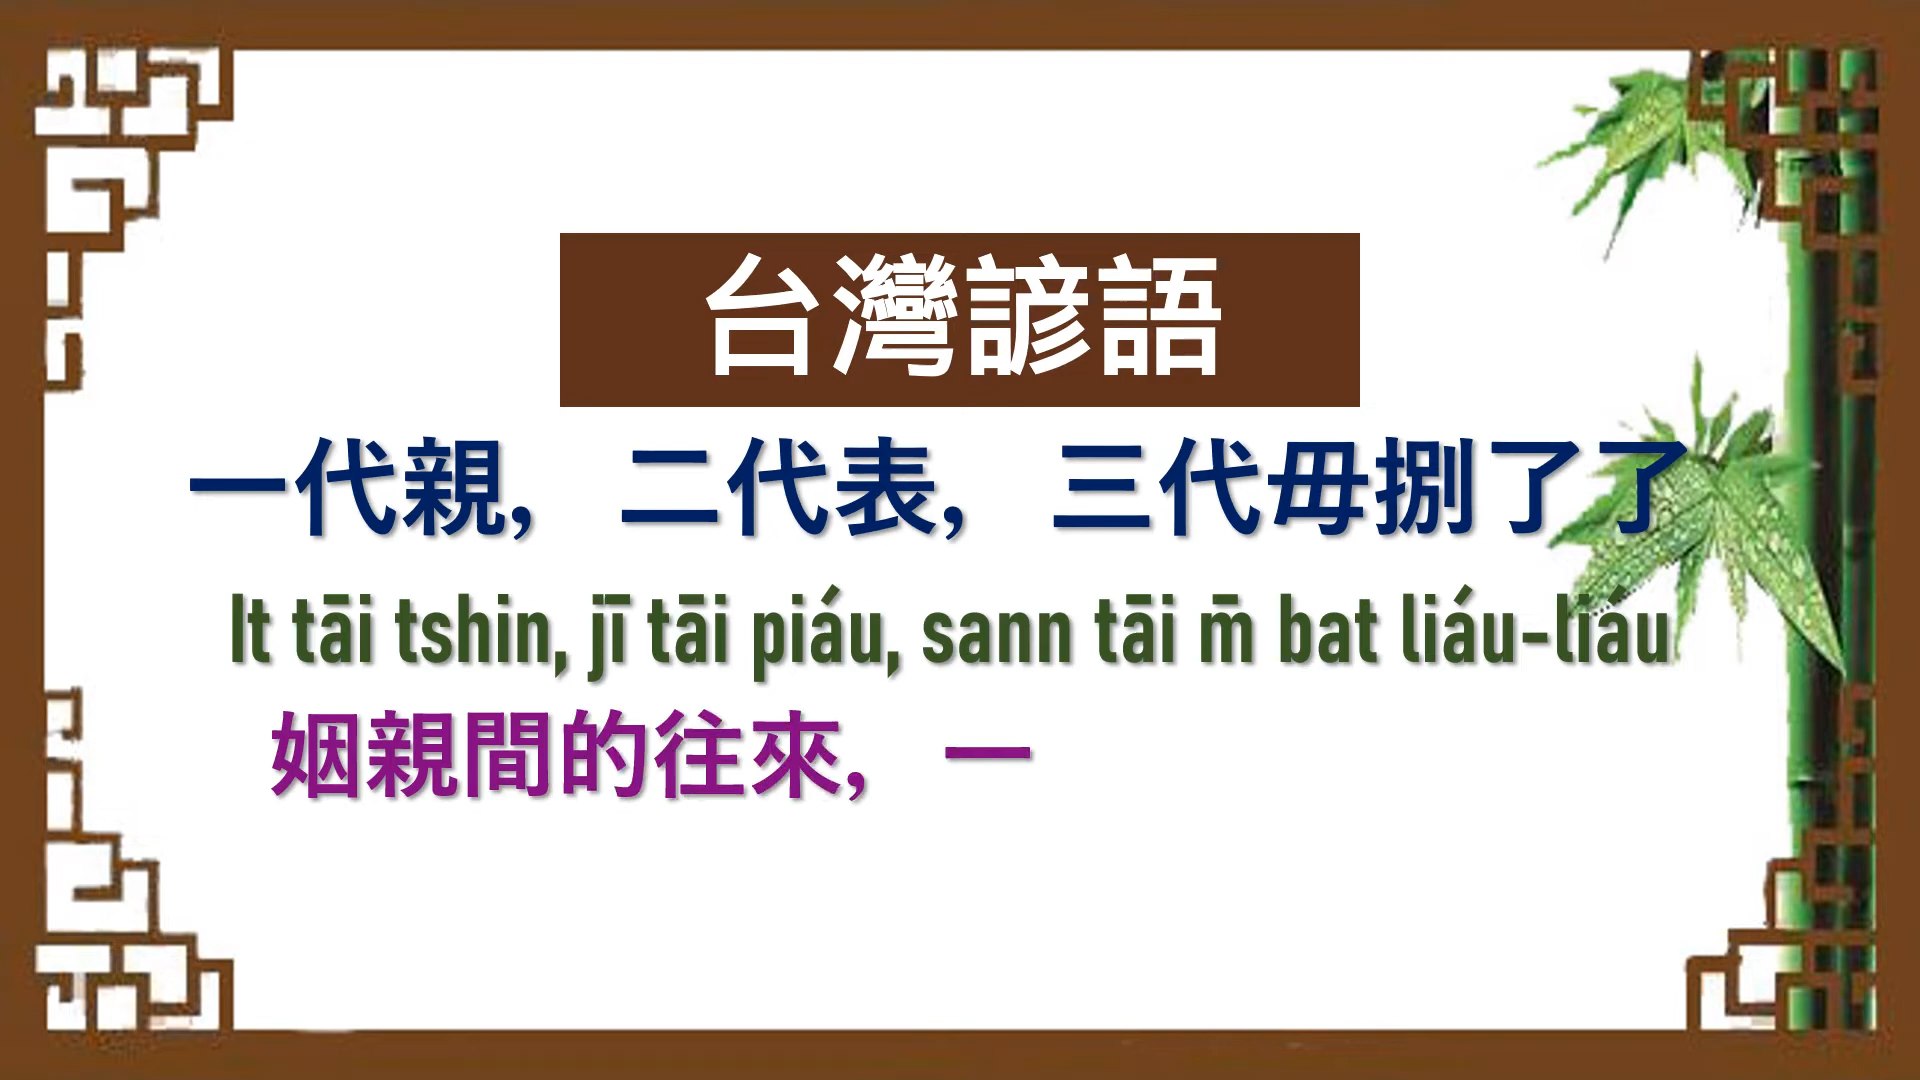 台灣諺語
一代親，二代表，三代毋捌了了
It tāi tshin, jī tāi piáu, sann tāi m̄ bat liáu-liáu
姻親間的往來，一